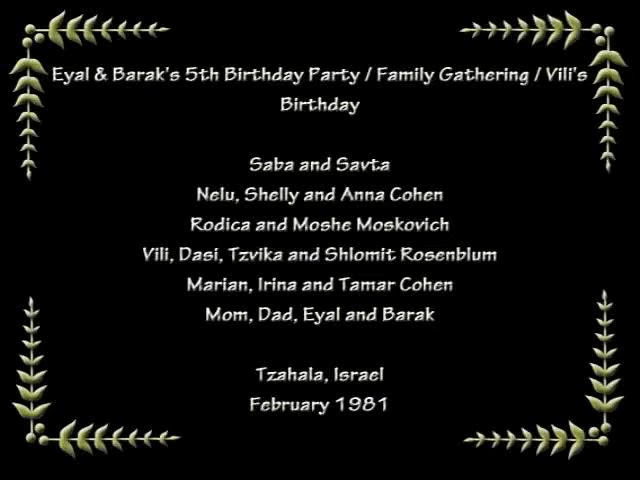 Eyal & Barak's 5th Birthday Party / Family Gathering / Vili's
Birthday
Saba and Savta
Nelu, Shelly and Anna Cohen
Rodica and Moshe Moskovich
Vili, Dasi, Tzvika and Shlomit Rosenblum
Marian, Irina and Tamar Cohen
Mom, Dad, Eyal and Barak
Tzahala, Israel
February 1981